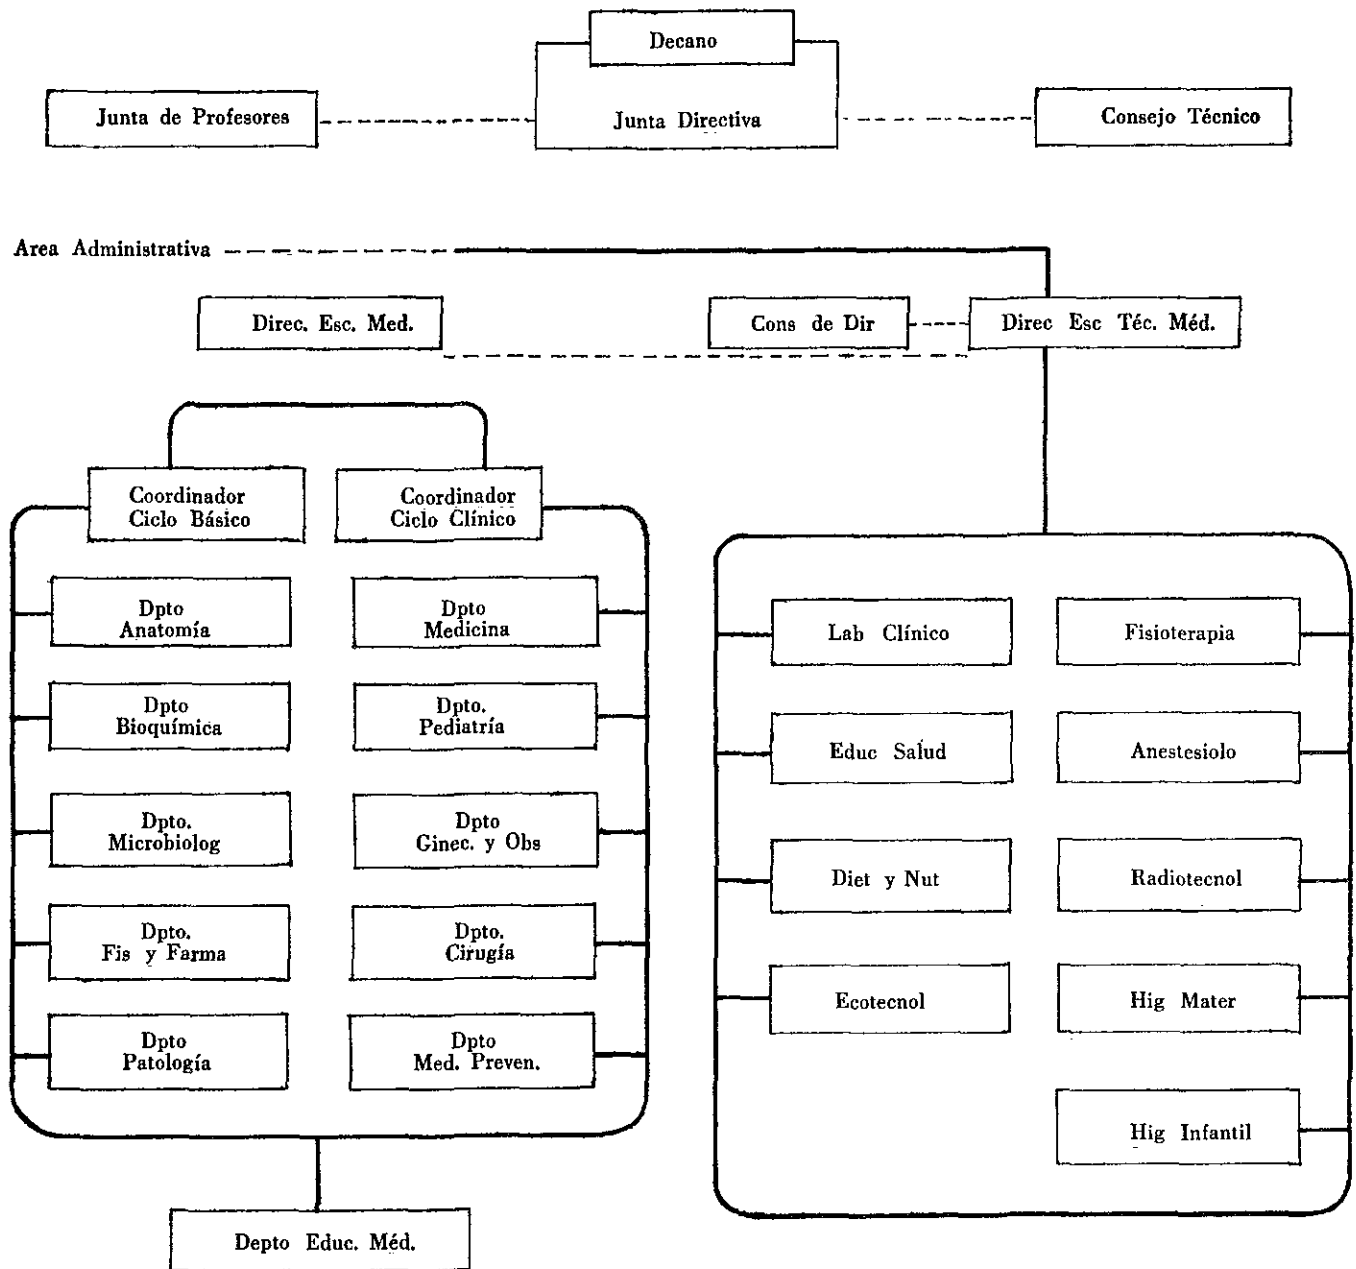 Decano
Junta de Profesores
Junta Directiva
Consejo Técnico
Area Administrativa
Direc. Esc. Med.
Cons de Dir
Direc Esc Téc. Méd.
Coordinador
Ciclo Básico
Coordinador
Ciclo Clínico
Dpto
Anatomía
Dpto
Medicina
Dpto
Bioquímica
Dpto.
Pediatría
Dpto.
Microbiolog
Dpto
Ginec. y Obs
Dpto.
Fis y Farma
Dpto.
Cirugía
Dpto
Patología
Dpto
Med. Preven.
Depto Educ. Méd.
Lab Clínico
Fisioterapia
Educ Salud
Anestesiolo
Diet y Nut
Radiotecnol
Ecotecnol
Hig Mater
Hig Infantil